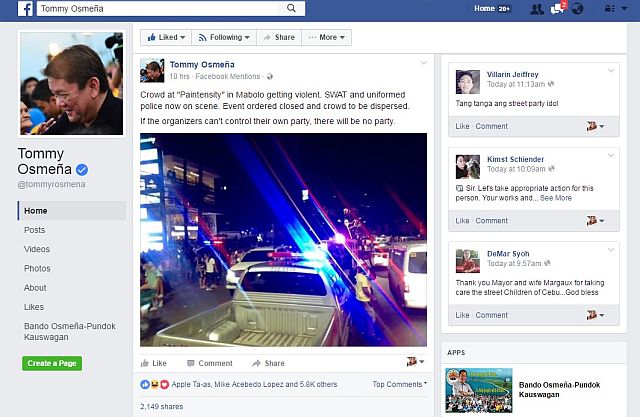 f
Tommy Osmeña
Home 20+
2
Liked
Following
Share
More
Tommy Osmeña
10 hrs · Facebook Mentions ·
Crowd at "Paintensity" in Mabolo getting violent. SWAT and uniformed
police now on scene. Event ordered closed and crowd to be dispersed.
If the organizers can't control their own party, there will be no party.
Like Comment Share
Apple Ta-as, Mike Acebedo Lopez and 5.8K others
Top Comments
2,149 shares
Tommy
Osmeña
@tommyrosmena
Home
Posts
Videos
Photos
About
Likes
Bando Osmeña-Pundok
Kauswagan
Create a Page
Villarin Jeiffrey
Today at 11:13am
Tang tanga ang street party idol
Like · Comment
Kimst Schiender
Today at 10:09am
Sir. Let's take appropriate action for this
person. Your works and... See More
Like · Comment
DeMar Syoh
Today at 9:57am
Thank you Mayor and wife Margaux for taking
care the street Children of Cebu...God bless
Like · Comment
APPS
Bando Osmeña-Pundok
Kauswagan